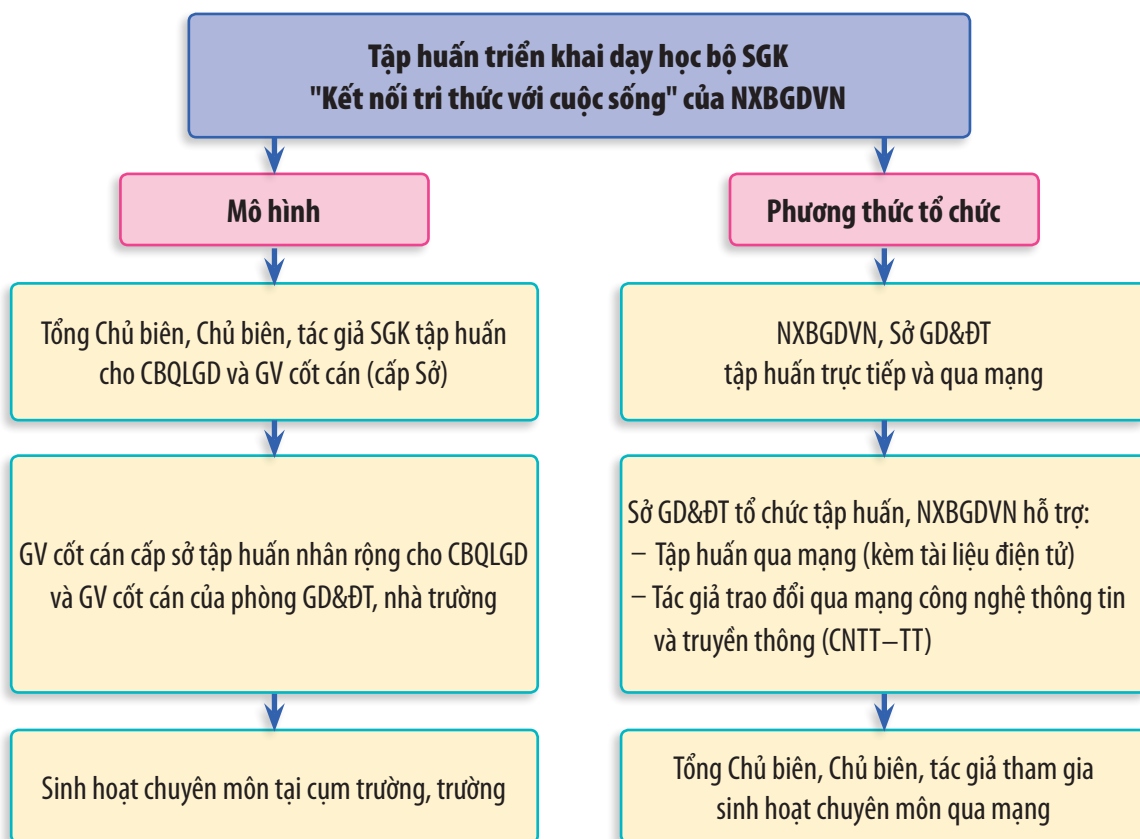 Tập huấn triển khai dạy học bộ SGK
"Kết nối tri thức với cuộc sống" của NXBGDVN
Mô hình
Tổng Chủ biên, Chủ biên, tác giả SGK tập huấn
cho CBQLGD và GV cốt cán (cấp Sở)
GV cốt cán cấp sở tập huấn nhân rộng cho CBQLGD
và GV cốt cán của phòng GD&ĐT, nhà trường
Sinh hoạt chuyên môn tại cụm trường, trường
Phương thức tổ chức
NXBGDVN, Sở GD&ĐT
tập huấn trực tiếp và qua mạng
Sở GD&ĐT tổ chức tập huấn, NXBGDVN hỗ trợ:
– Tập huấn qua mạng (kèm tài liệu điện tử)
– Tác giả trao đổi qua mạng công nghệ thông tin
và truyền thông (CNTT–TT)
Tổng Chủ biên, Chủ biên, tác giả tham gia
sinh hoạt chuyên môn qua mạng